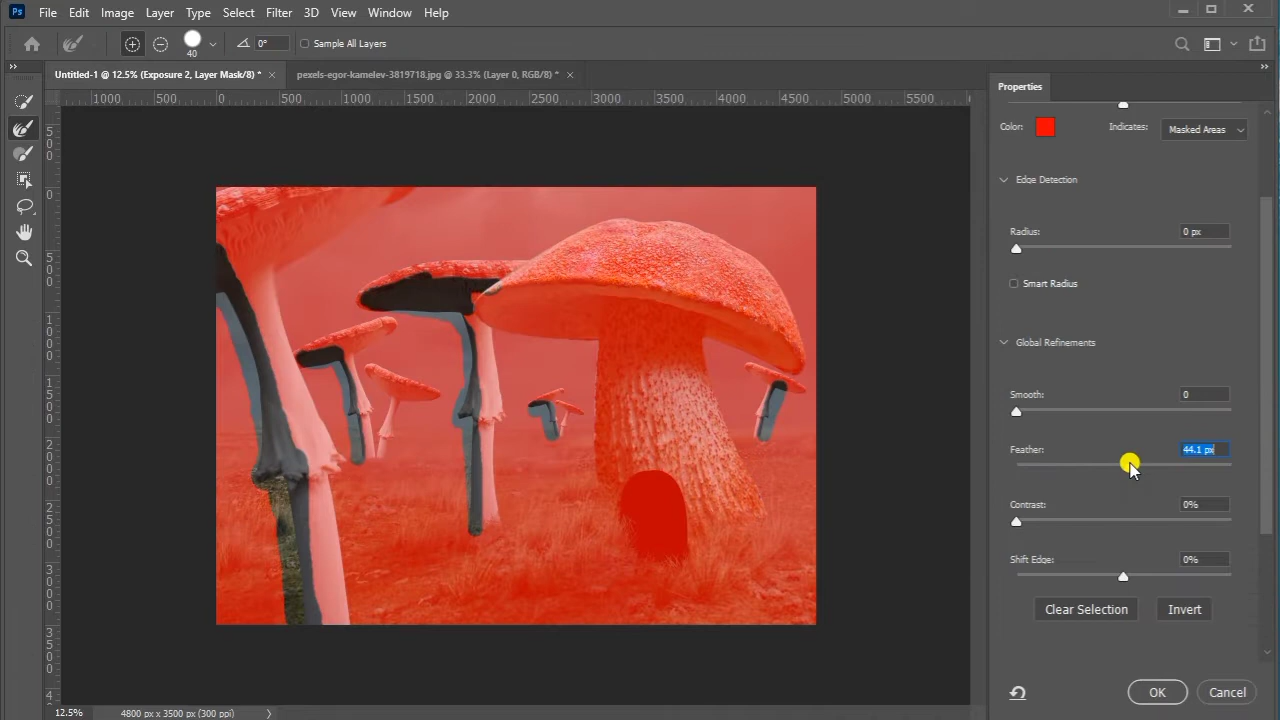 Ps File Edit Image Layer Type Select Filter 3D View Window Help
40 0° Sample All Layers
Untitled-1 @ 12.5% (Exposure 2, Layer Mask/8) * × pexels-egor-kamelev-3819718.jpg @ 33.3% (Layer 0, RGB/8) * ×
Properties
1000 500 0 500 1000 1500 2000 2500 3000 3500 4000 4500 5000 5500
500
0
500
1000
1500
2000
2500
3000
3500
4
Color: Indicates: Masked Areas
Edge Detection
Radius: 0 px
Smart Radius
Global Refinements
Smooth: 0
Feather: 44.1 px
Contrast: 0%
Shift Edge: 0%
Clear Selection Invert
OK Cancel
12.5% 4800 px x 3500 px (300 ppi)